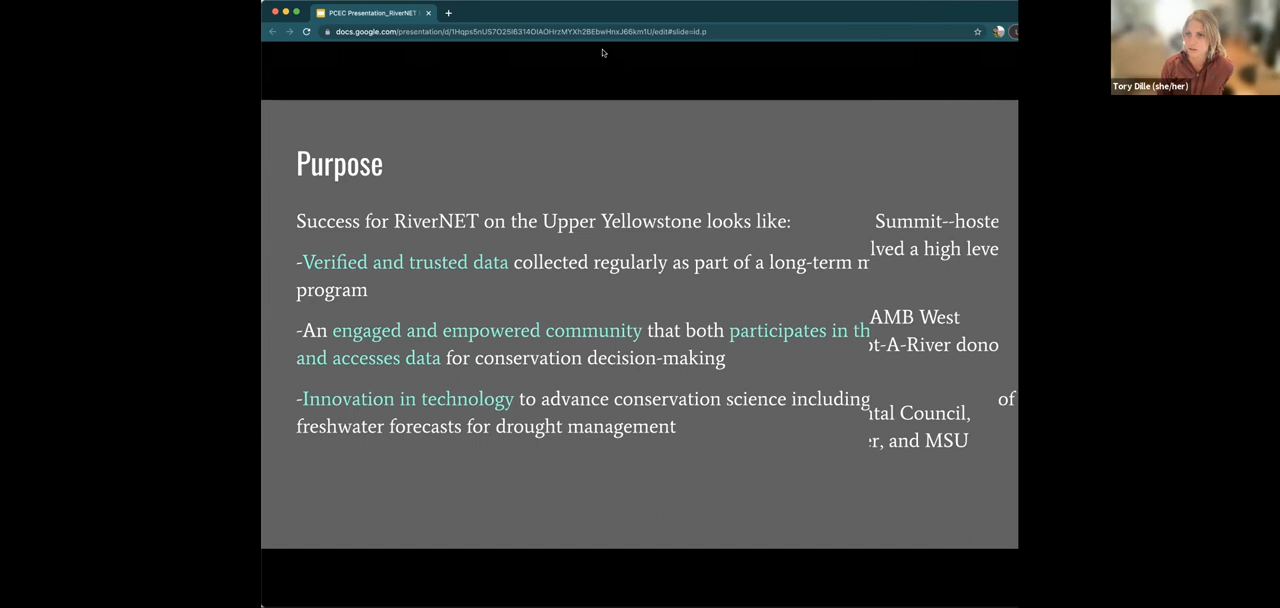 PCEC Presentation_RiverNET
docs.google.com/presentation/d/1Hqps5nUS7O25I6314OIAOHrzMYXh2BEbwHnxJ66km1U/edit#slide=id.p
Tory Dille (she/her)
Purpose
Success for RiverNET on the Upper Yellowstone looks like:
Summit--hoste
-Verified and trusted data collected regularly as part of a long-term m
lved a high leve
program
-An engaged and empowered community that both participates in th
AMB West
and accesses data for conservation decision-making
t-A-River dono
-Innovation in technology to advance conservation science including
of
ntal Council,
freshwater forecasts for drought management
r, and MSU